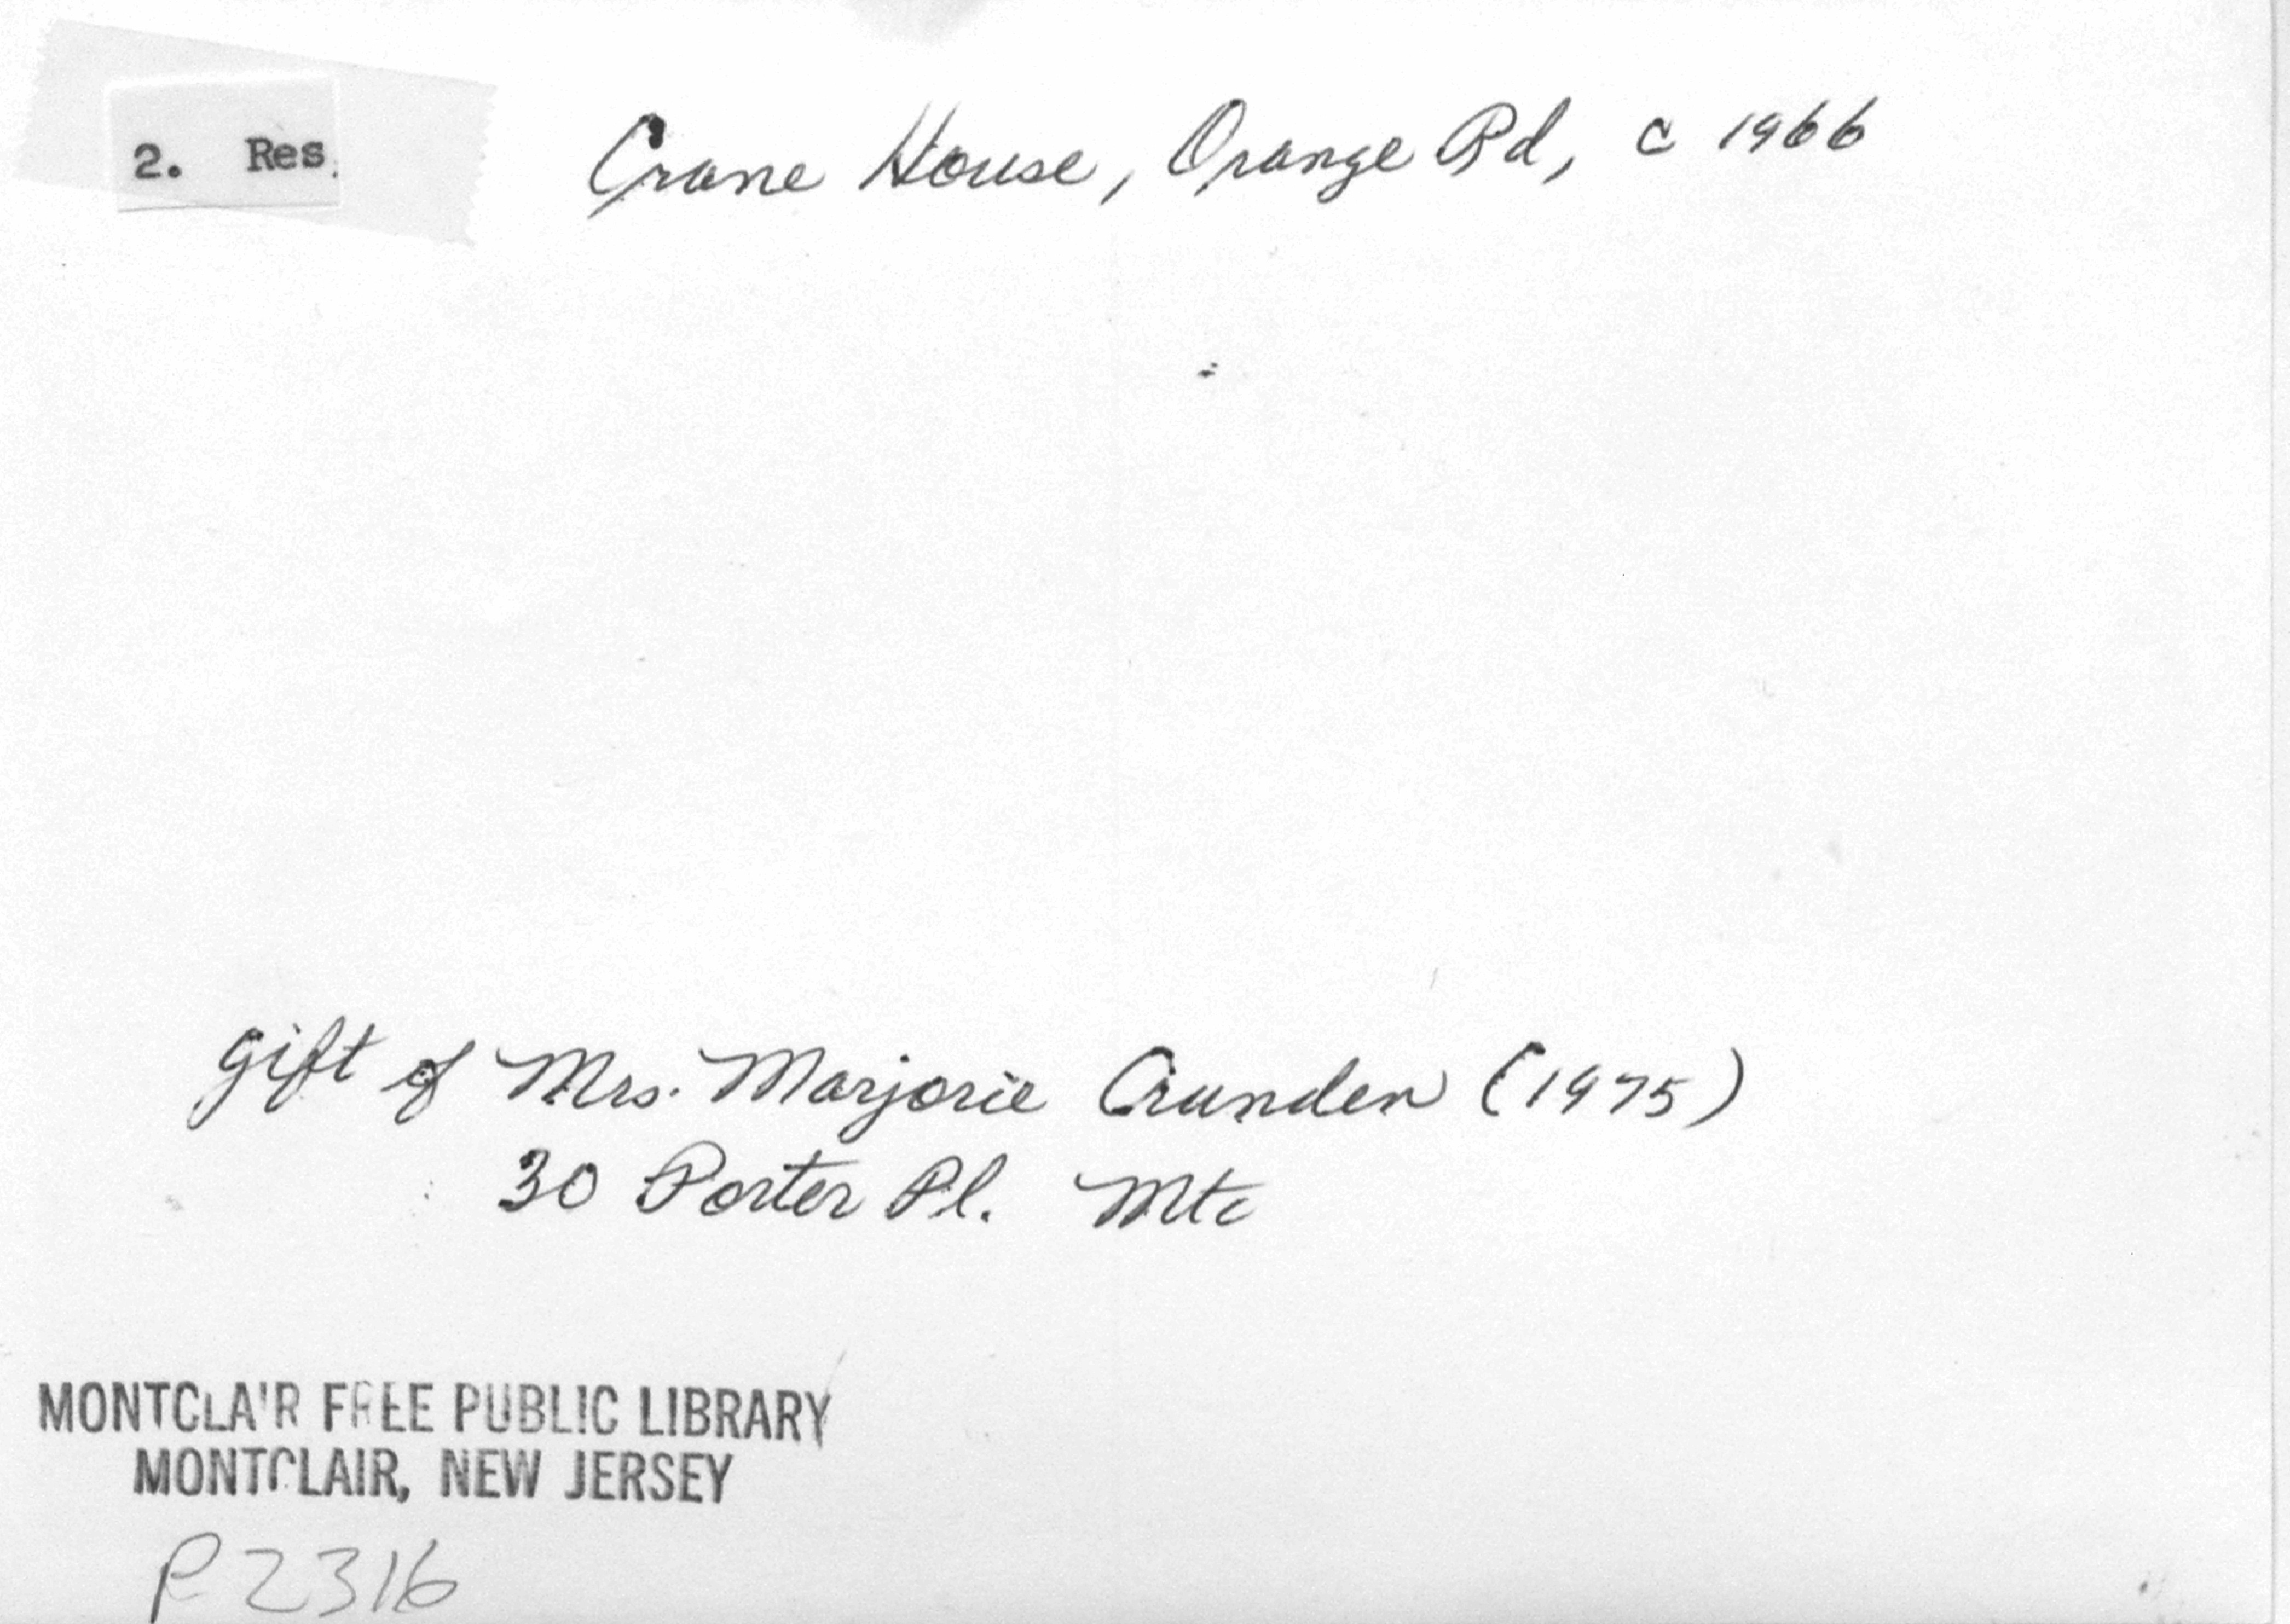 2. Res.
Crane House, Orange Rd, c 1966
Gift of Mrs. Marjorie Crunden (1975)
30 Porter Pl. Mtc
MONTCLAIR FREE PUBLIC LIBRARY
MONTCLAIR, NEW JERSEY
P2316